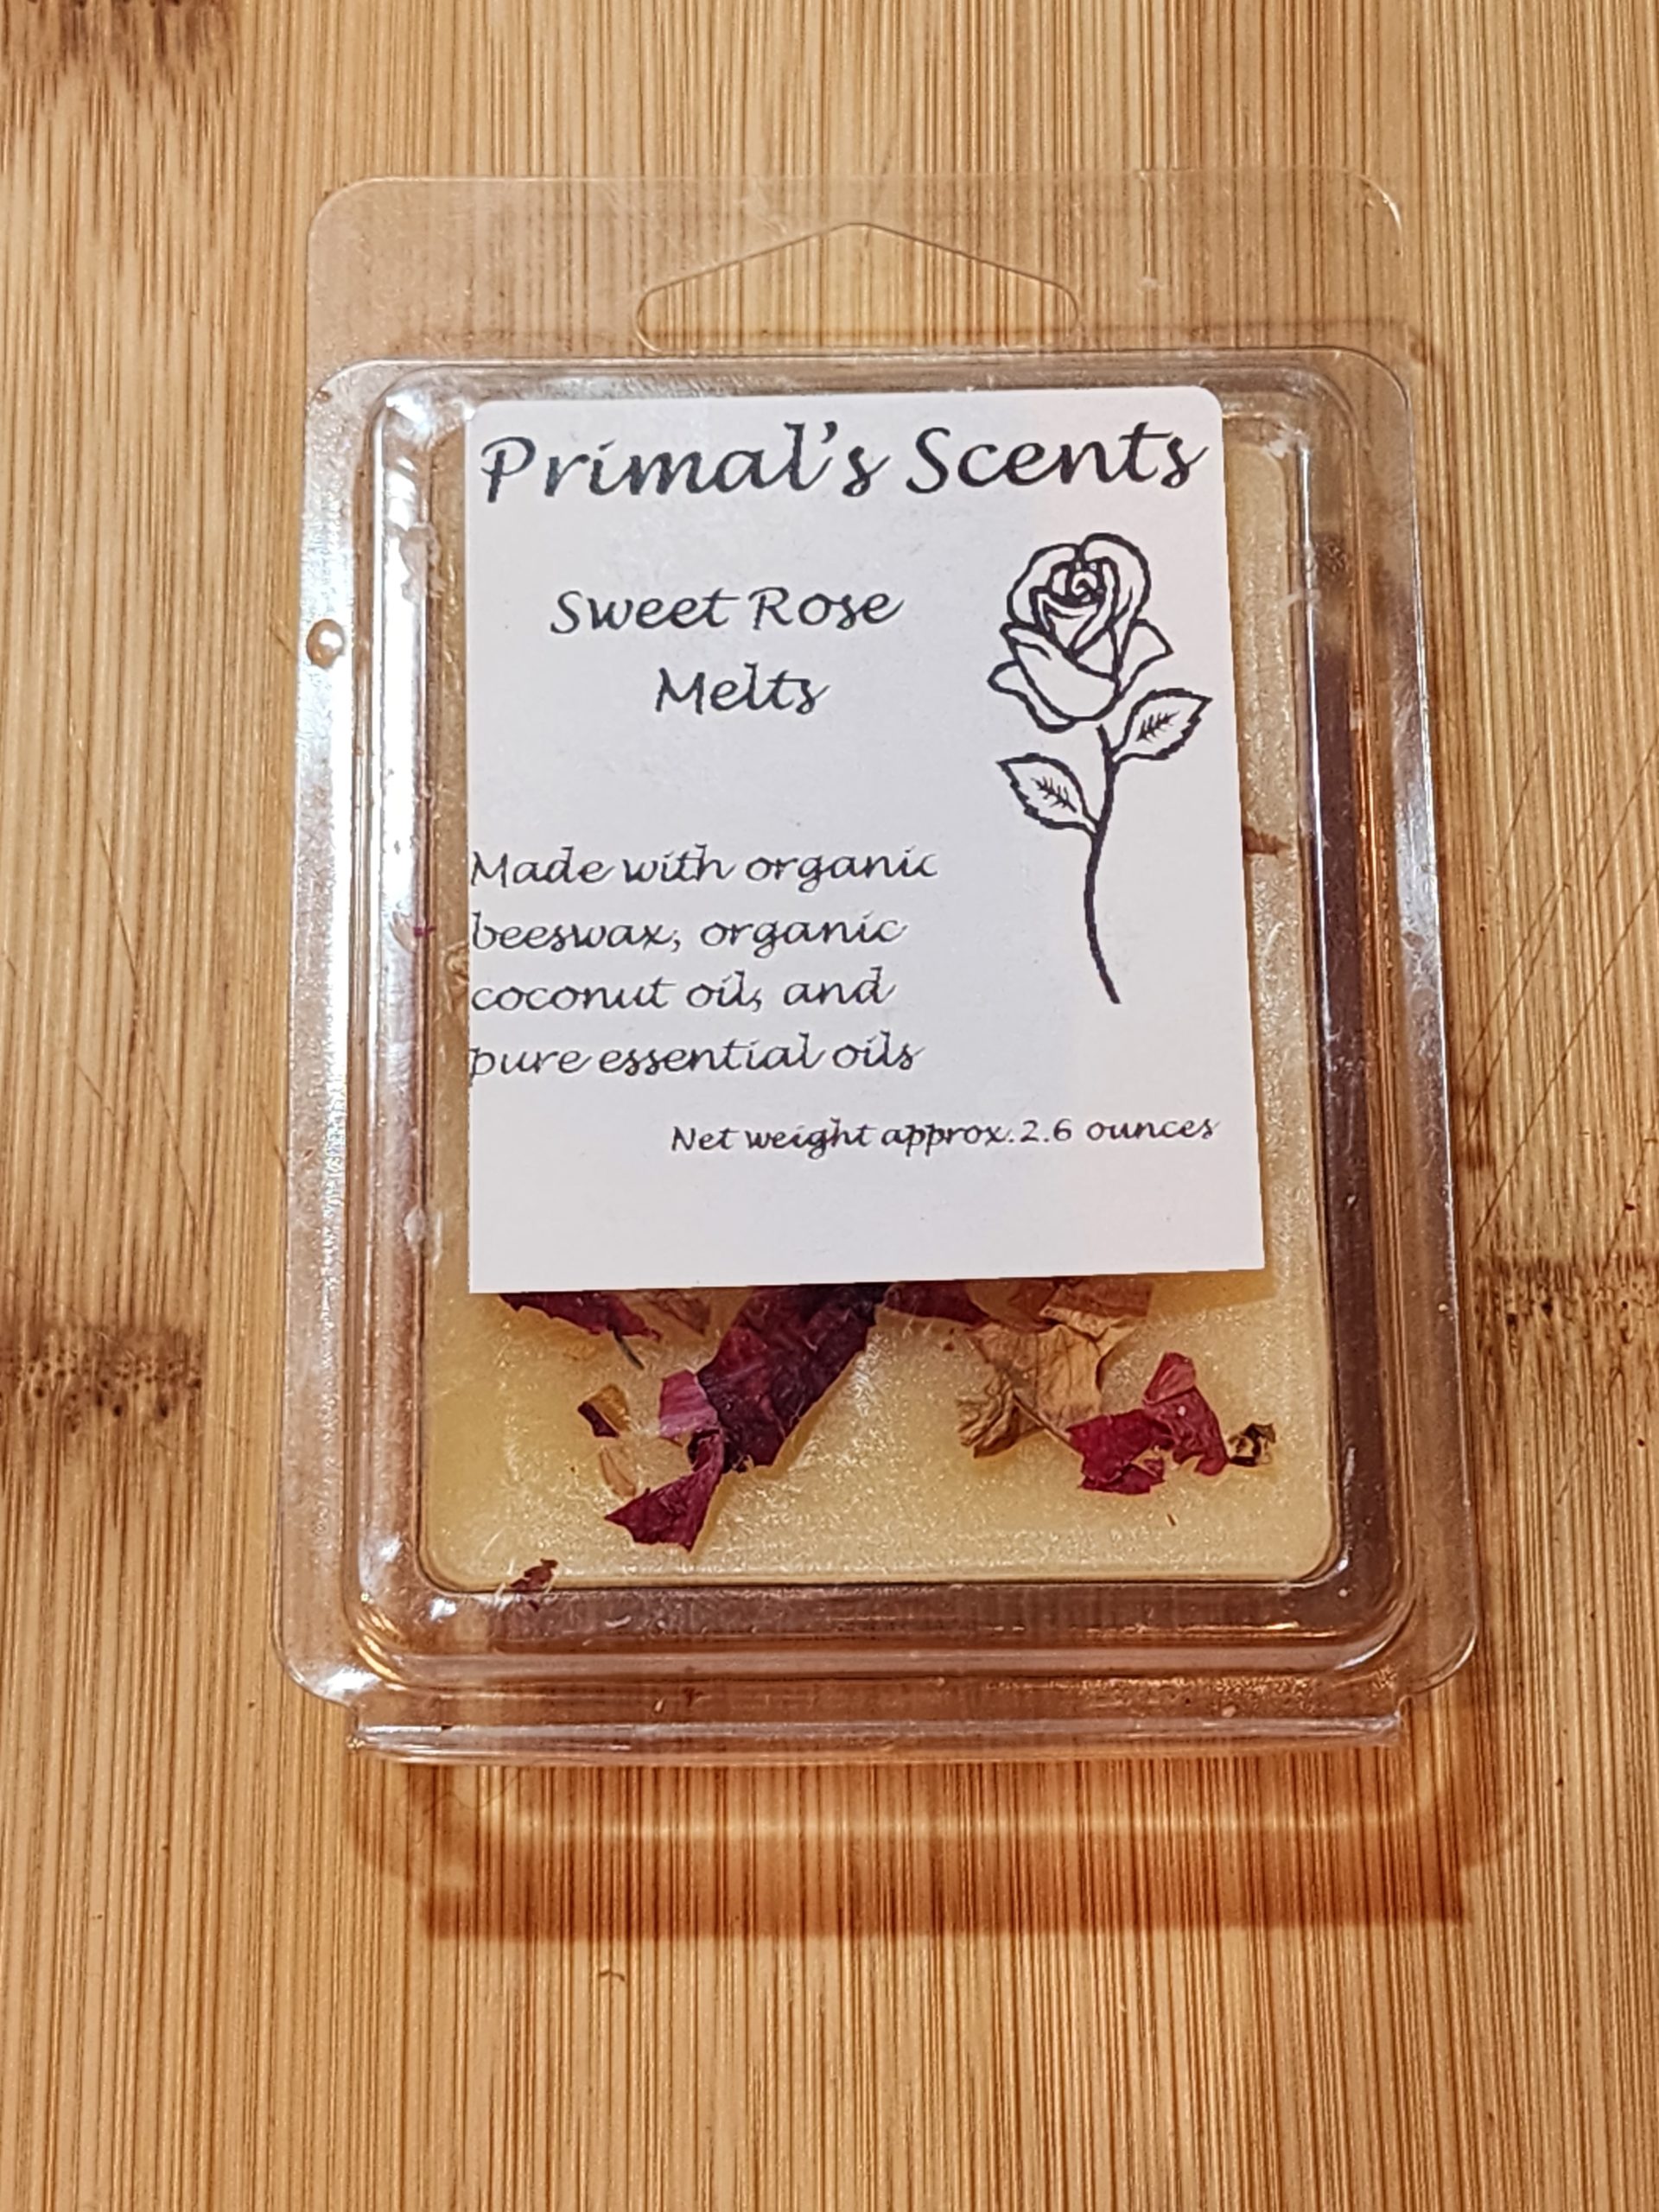 Primal's Scents
Sweet Rose
Melts
Made with organic
beeswax, organic
coconut oil, and
pure essential oils
Net weight approx. 2.6 ounces